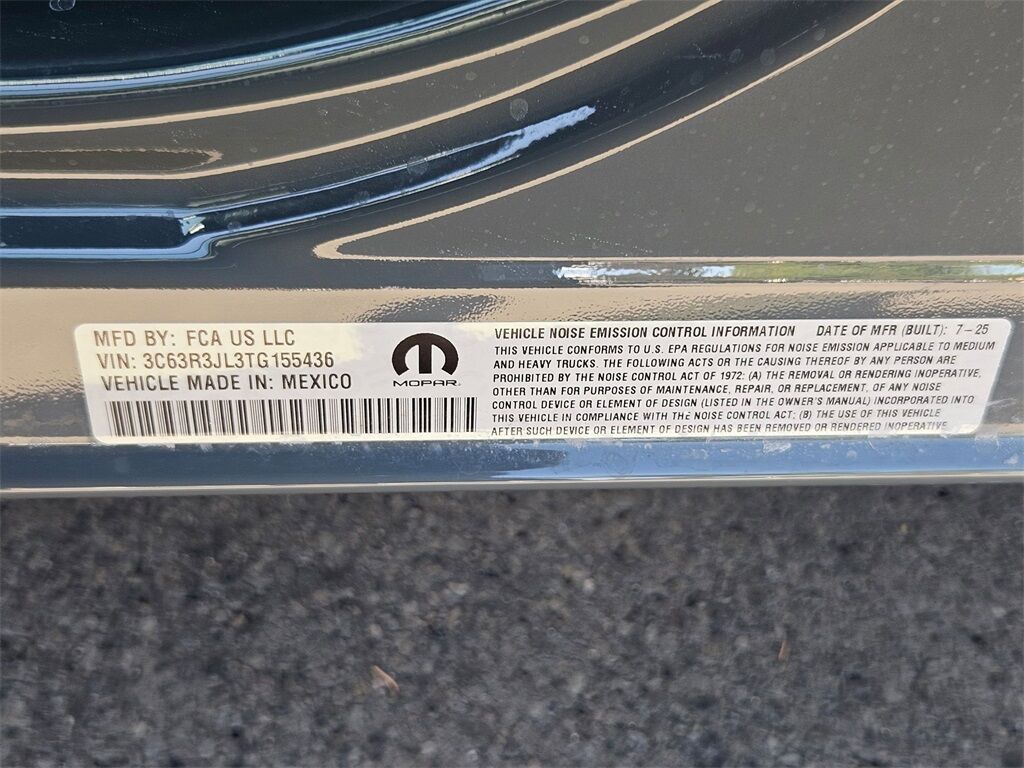 MFD BY: FCA US LLC
VIN: 3C63R3JL3TG155436
VEHICLE MADE IN: MEXICO
MOPAR
VEHICLE NOISE EMISSION CONTROL INFORMATION DATE OF MFR (BUILT): 7-25
THIS VEHICLE CONFORMS TO U.S. EPA REGULATIONS FOR NOISE EMISSION APPLICABLE TO MEDIUM
AND HEAVY TRUCKS. THE FOLLOWING ACTS OR THE CAUSING THEREOF BY ANY PERSON ARE
PROHIBITED BY THE NOISE CONTROL ACT OF 1972: (A) THE REMOVAL OR RENDERING INOPERATIVE,
OTHER THAN FOR PURPOSES OF MAINTENANCE, REPAIR, OR REPLACEMENT, OF ANY NOISE
CONTROL DEVICE OR ELEMENT OF DESIGN (LISTED IN THE OWNER'S MANUAL) INCORPORATED INTO
THIS VEHICLE IN COMPLIANCE WITH THE NOISE CONTROL ACT; (B) THE USE OF THIS VEHICLE
AFTER SUCH DEVICE OR ELEMENT OF DESIGN HAS BEEN REMOVED OR RENDERED INOPERATIVE